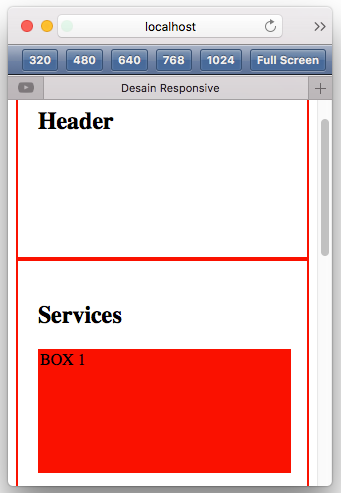 localhost
320 480 640 768 1024 Full Screen
Desain Responsive
Header
Services
BOX 1